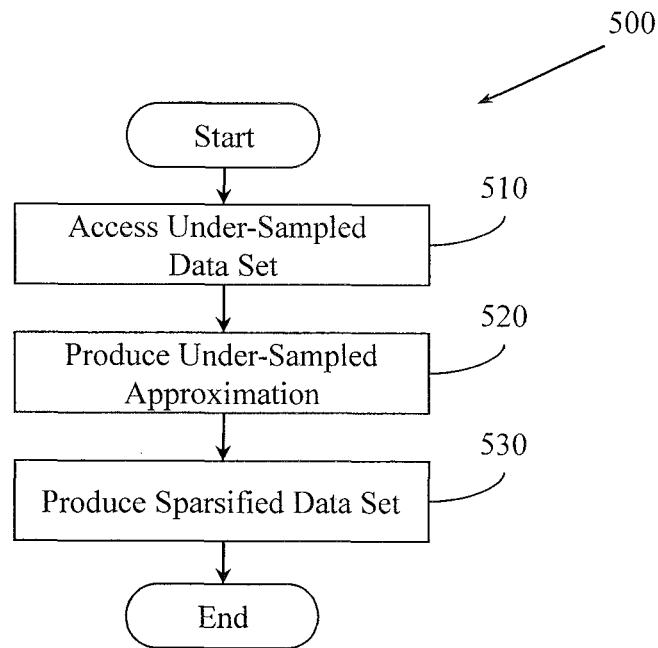 500
Start
510
Access Under-Sampled
Data Set
520
Produce Under-Sampled
Approximation
530
Produce Sparsified Data Set
End